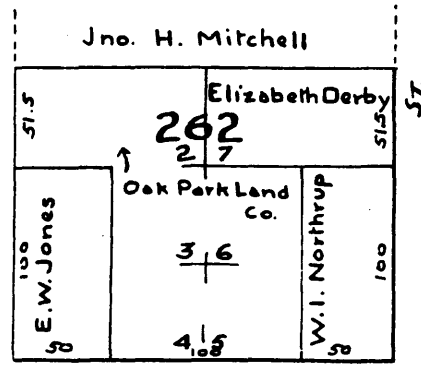 Jno. H. Mitchell
Elizabeth Derby
ST
51.5
262
51.5
2 7
Oak Park Land
Co.
E.W. Jones
100
3 6
W.I. Northrup
100
50
4 5
108
50